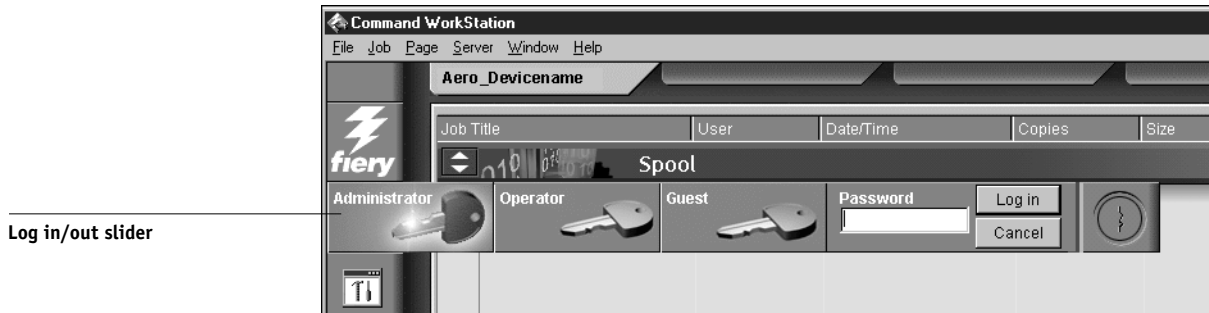 Command WorkStation
File Job Page Server Window Help
Aero_Devicename
fiery
Job Title User Date/Time Copies Size
Spool
Administrator Operator Guest Password Log in
Cancel
Log in/out slider